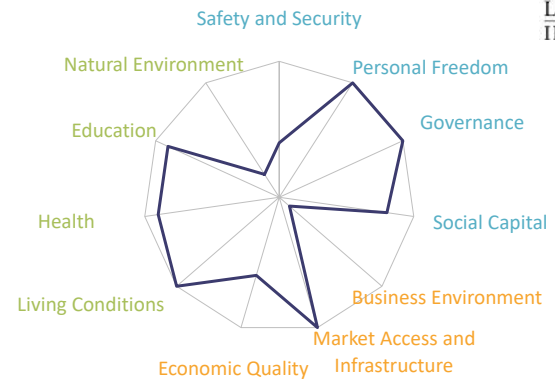 Safety and Security
Natural Environment
Personal Freedom
Education
Governance
Health
Social Capital
Living Conditions
Business Environment
Market Access and
Infrastructure
Economic Quality